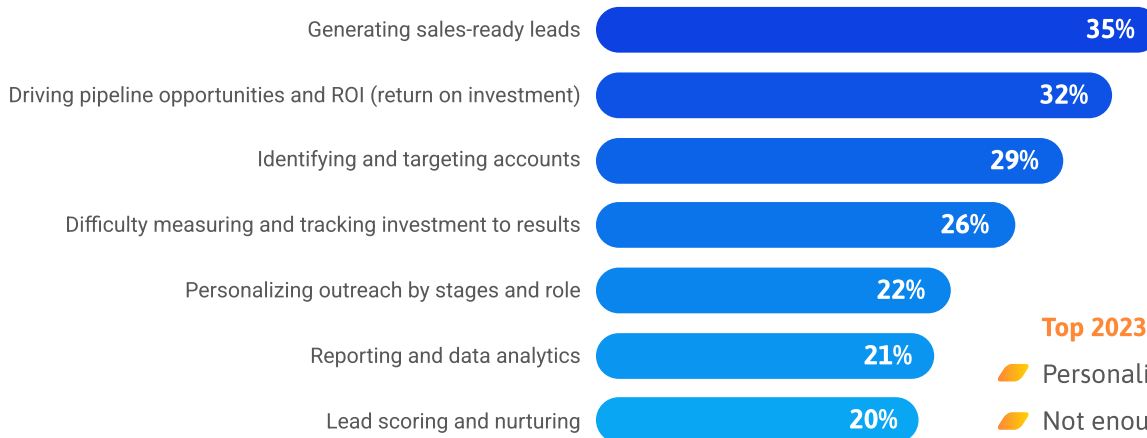 Generating sales-ready leads 35%
Driving pipeline opportunities and ROI (return on investment) 32%
Identifying and targeting accounts 29%
Difficulty measuring and tracking investment to results 26%
Personalizing outreach by stages and role 22%
Top 2023
Reporting and data analytics 21%
Lead scoring and nurturing 20%
Not